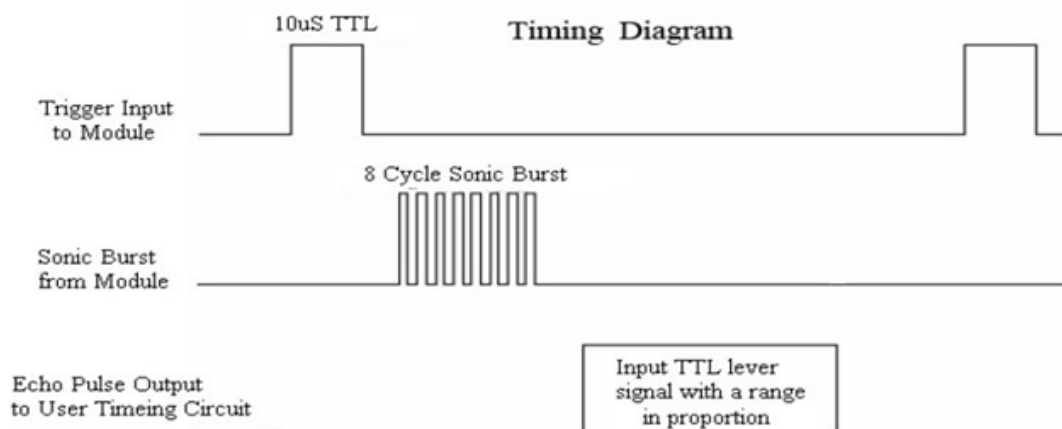 10uS TTL
Timing Diagram
Trigger Input
to Module
8 Cycle Sonic Burst
Sonic Burst
from Module
Echo Pulse Output
to User Timeing Circuit
Input TTL lever
signal with a range
in proportion